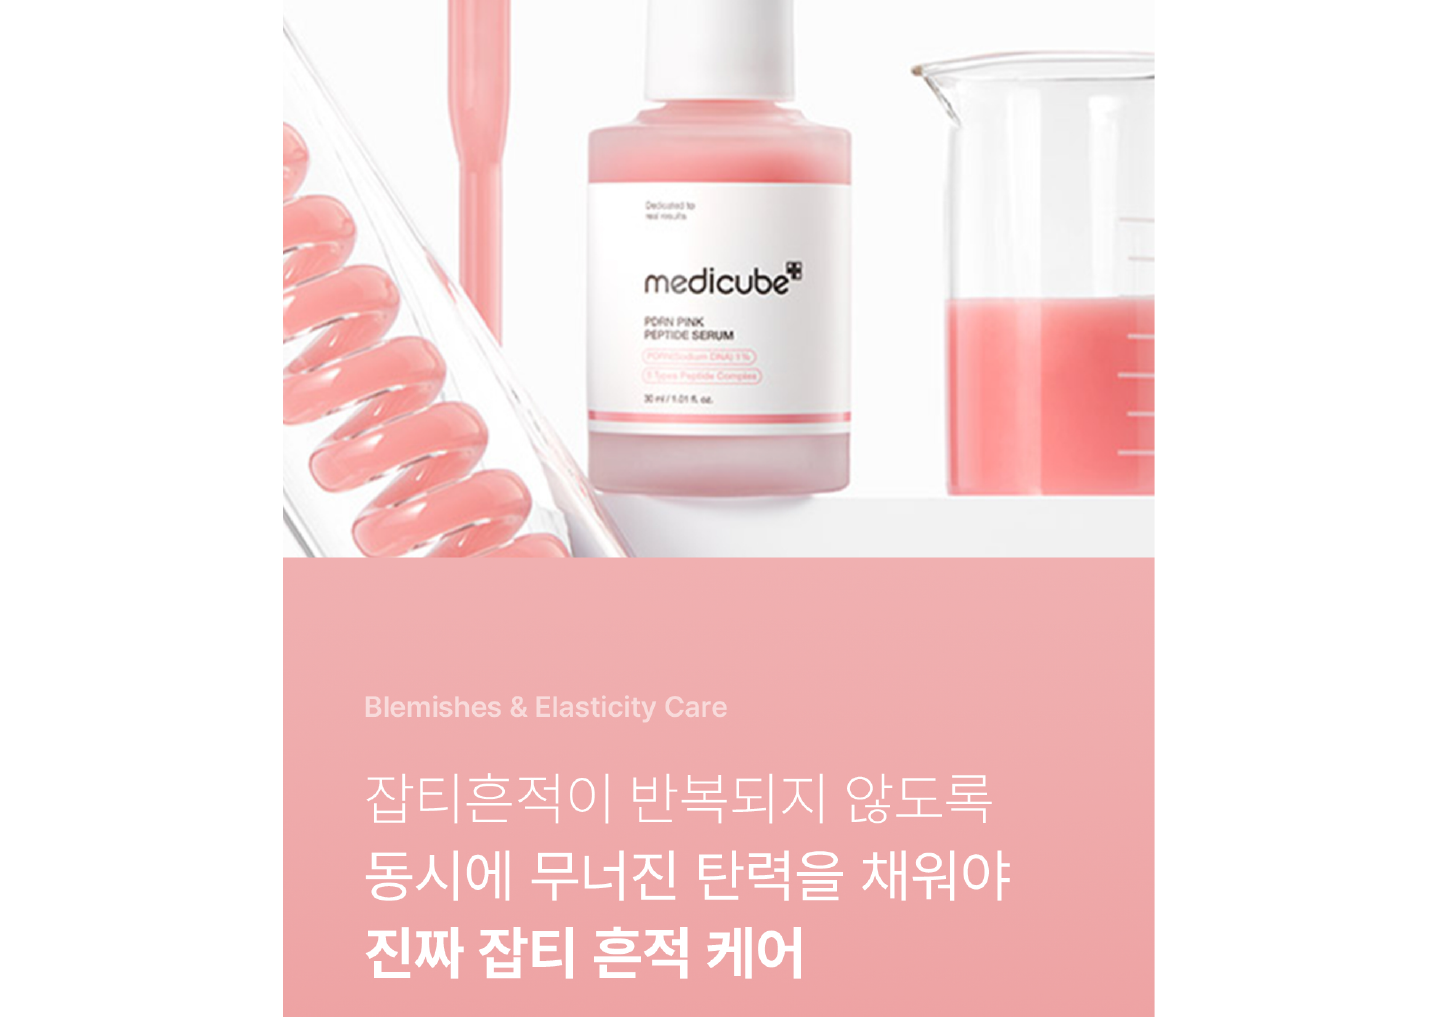 Dedicated to
real results
medicube
PDRN PINK
PEPTIDE SERUM
PDRN(Sodium DNA) 1%
Types Peptide Complex
30 ml / 1.01 fl. oz.
Blemishes & Elasticity Care
잡티흔적이 반복되지 않도록
동시에 무너진 탄력을 채워야
진짜 잡티 흔적 케어